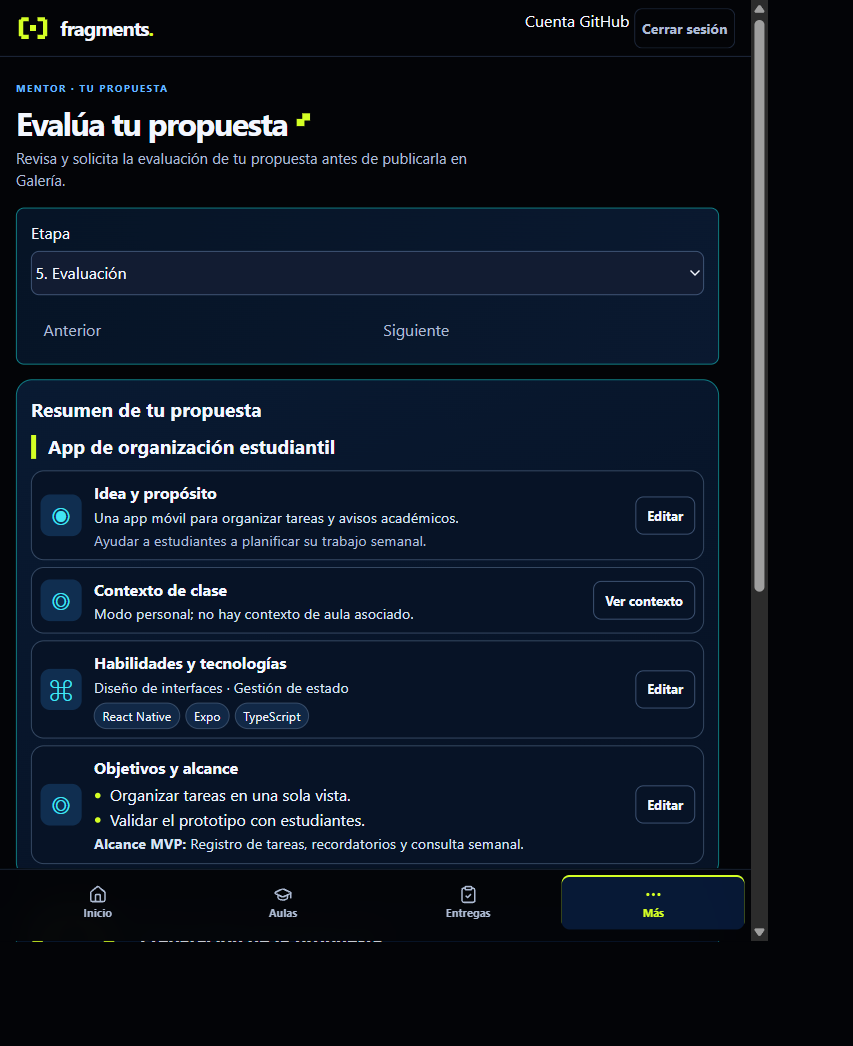 fragments.
Cuenta GitHub
Cerrar sesión
MENTOR · TU PROPUESTA
Evalúa tu propuesta
Revisa y solicita la evaluación de tu propuesta antes de publicarla en
Galería.
Etapa
5. Evaluación
Anterior
Siguiente
Resumen de tu propuesta
App de organización estudiantil
Idea y propósito
Una app móvil para organizar tareas y avisos académicos.
Ayudar a estudiantes a planificar su trabajo semanal.
Editar
Contexto de clase
Modo personal; no hay contexto de aula asociado.
Ver contexto
Habilidades y tecnologías
Diseño de interfaces · Gestión de estado
React Native
Expo
TypeScript
Editar
Objetivos y alcance
Organizar tareas en una sola vista.
Validar el prototipo con estudiantes.
Alcance MVP: Registro de tareas, recordatorios y consulta semanal.
Editar
Inicio
Aulas
Entregas
Más